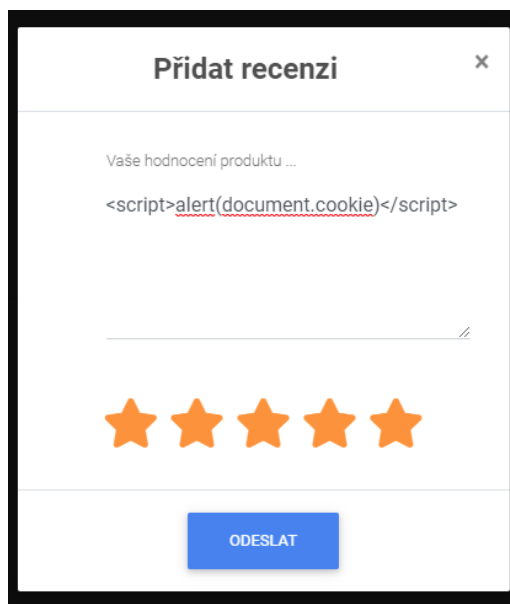 Přidat recenzi ×
Vaše hodnocení produktu ...
<script>alert(document.cookie)</script>
ODESLAT